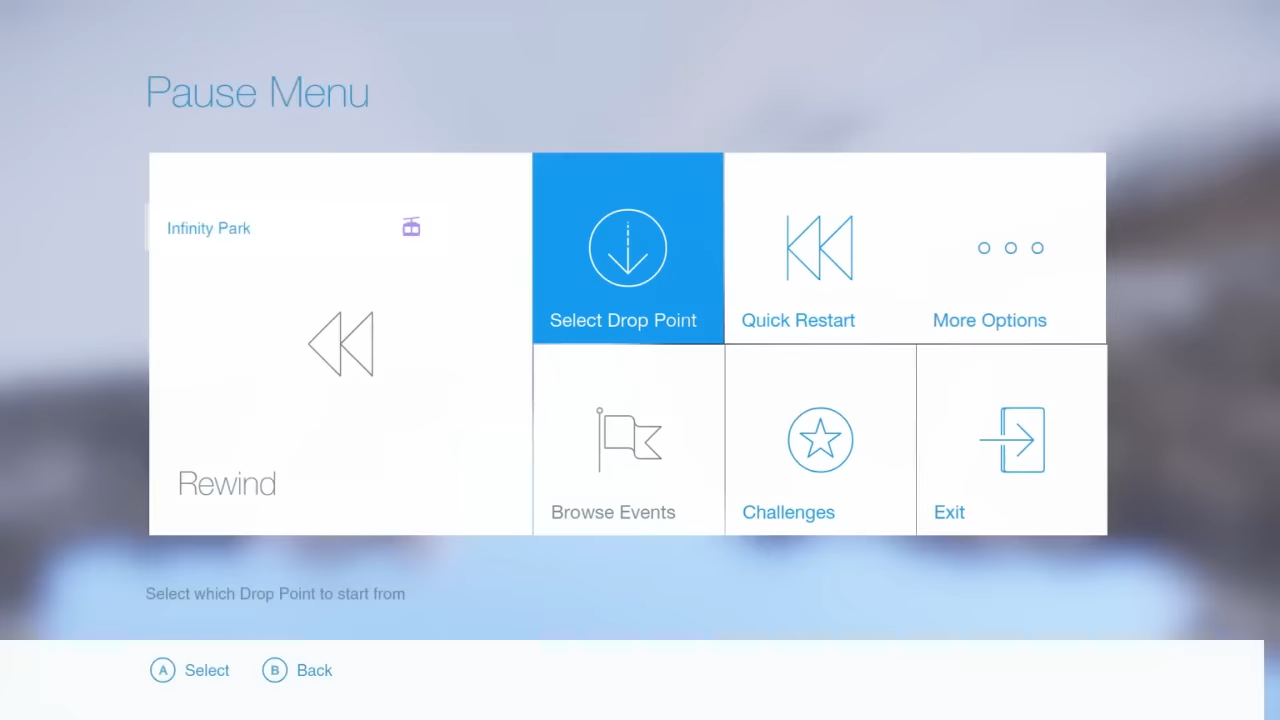 Pause Menu
Infinity Park
Rewind
Select Drop Point
Quick Restart
More Options
Browse Events
Challenges
Exit
Select which Drop Point to start from
A Select B Back